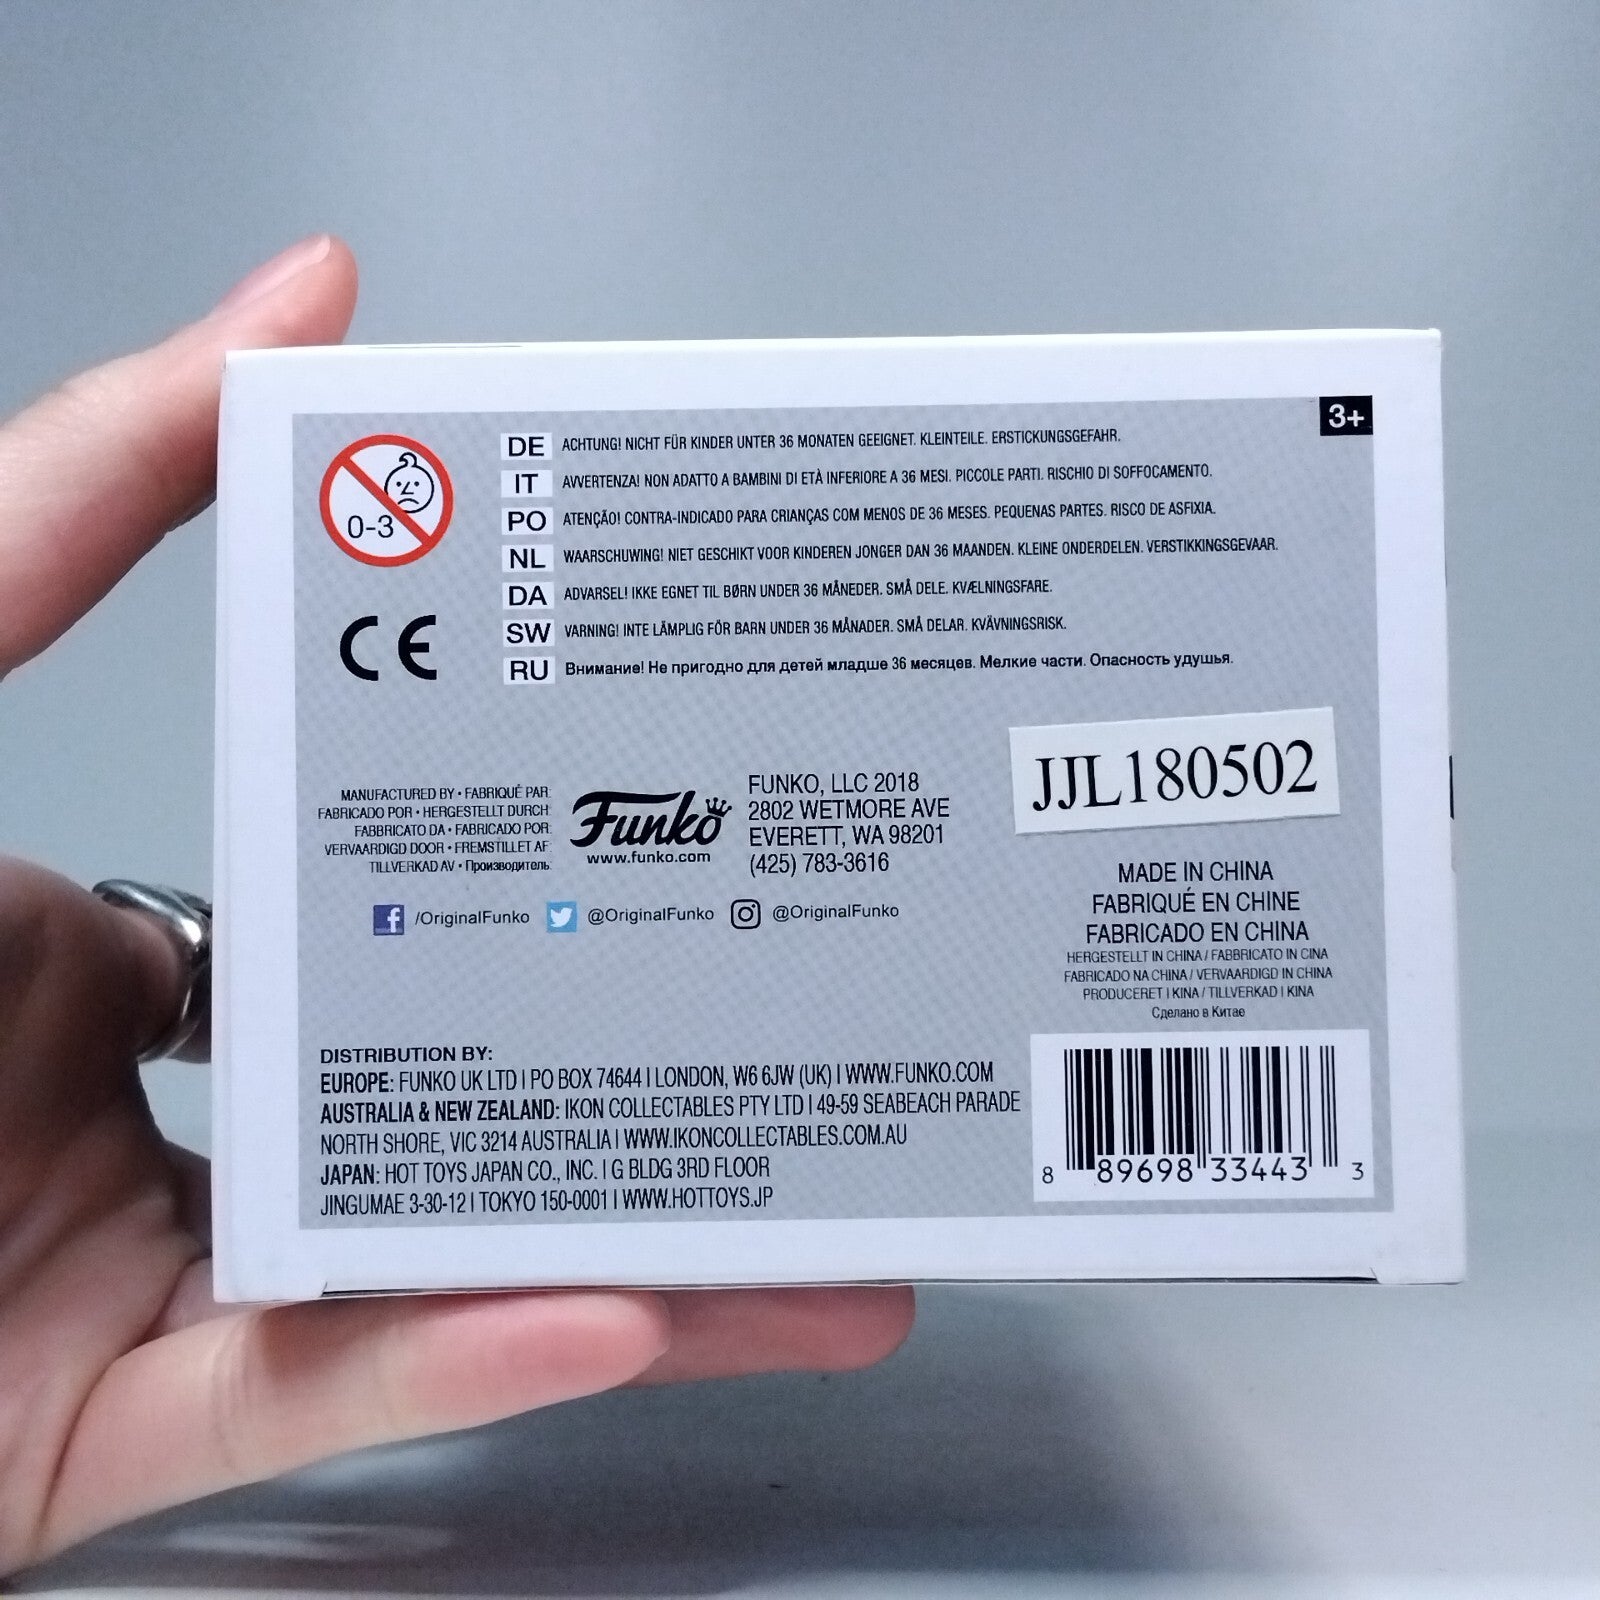 3+
0-3
CE
DE ACHTUNG! NICHT FÜR KINDER UNTER 36 MONATEN GEEIGNET. KLEINTEILE. ERSTICKUNGSGEFAHR.
IT AVVERTENZA! NON ADATTO A BAMBINI DI ETÀ INFERIORE A 36 MESI. PICCOLE PARTI. RISCHIO DI SOFFOCAMENTO.
PO ATENÇÃO! CONTRA-INDICADO PARA CRIANÇAS COM MENOS DE 36 MESES. PEQUENAS PARTES. RISCO DE ASFIXIA.
NL WAARSCHUWING! NIET GESCHIKT VOOR KINDEREN JONGER DAN 36 MAANDEN. KLEINE ONDERDELEN. VERSTIKKINGSGEVAAR.
DA ADVARSEL! IKKE EGNET TIL BØRN UNDER 36 MÅNEDER. SMÅ DELE. KVÆLNINGSFARE.
SW VARNING! INTE LÄMPLIG FÖR BARN UNDER 36 MÅNADER. SMÅ DELAR. KVÄVNINGSRISK.
RU Внимание! Не пригодно для детей младше 36 месяцев. Мелкие части. Опасность удушья.
JJL180502
MANUFACTURED BY • FABRIQUÉ PAR:
FABRICADO POR • HERGESTELLT DURCH:
FABBRICATO DA • FABRICADO POR:
VERVAARDIGD DOOR • FREMSTILLET AF:
TILLVERKAD AV • Производитель:
Funko
www.funko.com
FUNKO, LLC 2018
2802 WETMORE AVE
EVERETT, WA 98201
(425) 783-3616
f /OriginalFunko @OriginalFunko @OriginalFunko
MADE IN CHINA
FABRIQUÉ EN CHINE
FABRICADO EN CHINA
HERGESTELLT IN CHINA / FABBRICATO IN CINA
FABRICADO NA CHINA / VERVAARDIGD IN CHINA
PRODUCERET I KINA / TILLVERKAD I KINA
Сделано в Китае
DISTRIBUTION BY:
EUROPE: FUNKO UK LTD | PO BOX 74644 | LONDON, W6 6JW (UK) | WWW.FUNKO.COM
AUSTRALIA & NEW ZEALAND: IKON COLLECTABLES PTY LTD | 49-59 SEABEACH PARADE
NORTH SHORE, VIC 3214 AUSTRALIA | WWW.IKONCOLLECTABLES.COM.AU
JAPAN: HOT TOYS JAPAN CO., INC. | G BLDG 3RD FLOOR
JINGUMAE 3-30-12 | TOKYO 150-0001 | WWW.HOTTOYS.JP
8 89698 33443 3